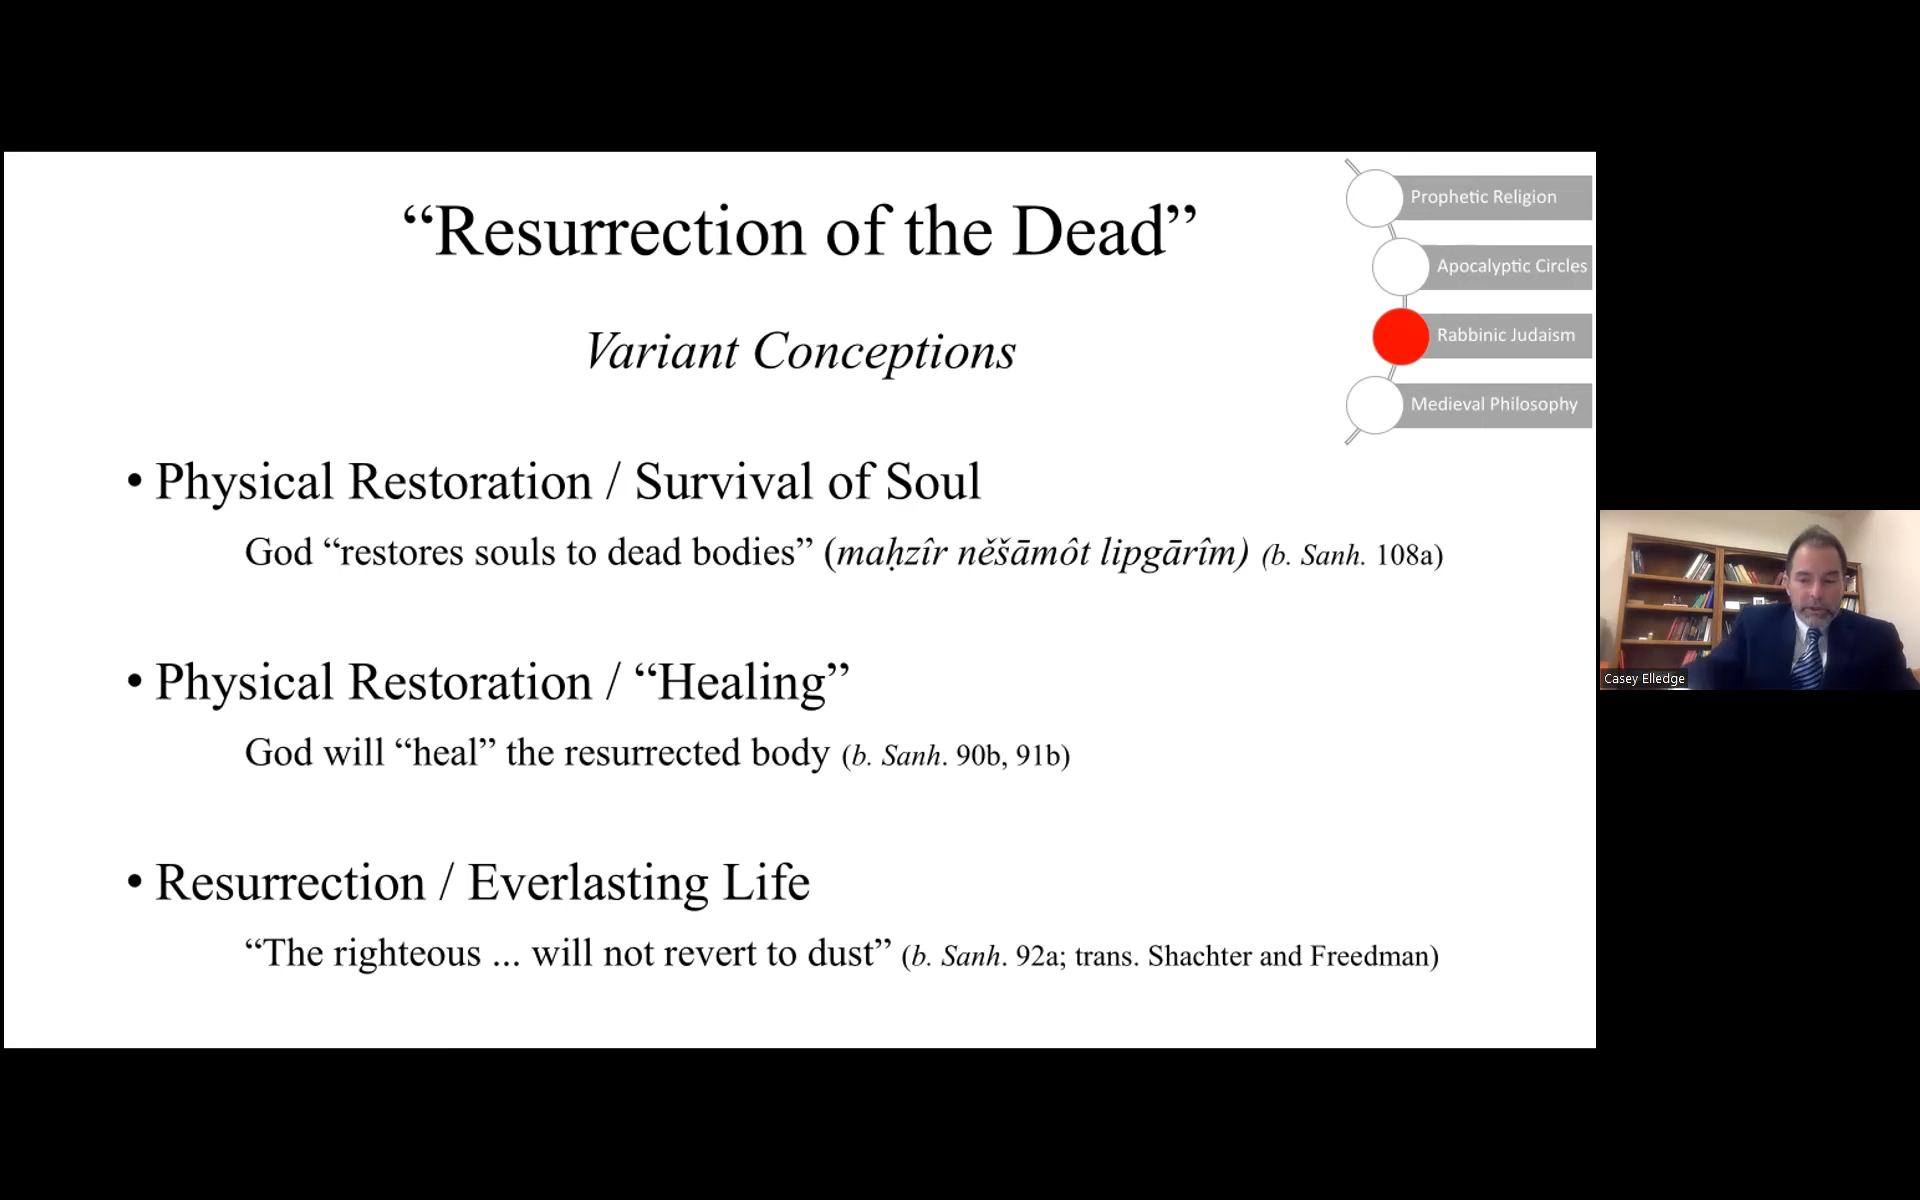 “Resurrection of the Dead”
Variant Conceptions
• Physical Restoration / Survival of Soul
God “restores souls to dead bodies” (maḥzîr něšāmôt lipgārîm) (b. Sanh. 108a)
• Physical Restoration / “Healing”
God will “heal” the resurrected body (b. Sanh. 90b, 91b)
• Resurrection / Everlasting Life
“The righteous ... will not revert to dust” (b. Sanh. 92a; trans. Shachter and Freedman)
Prophetic Religion
Apocalyptic Circles
Rabbinic Judaism
Medieval Philosophy
Casey Elledge